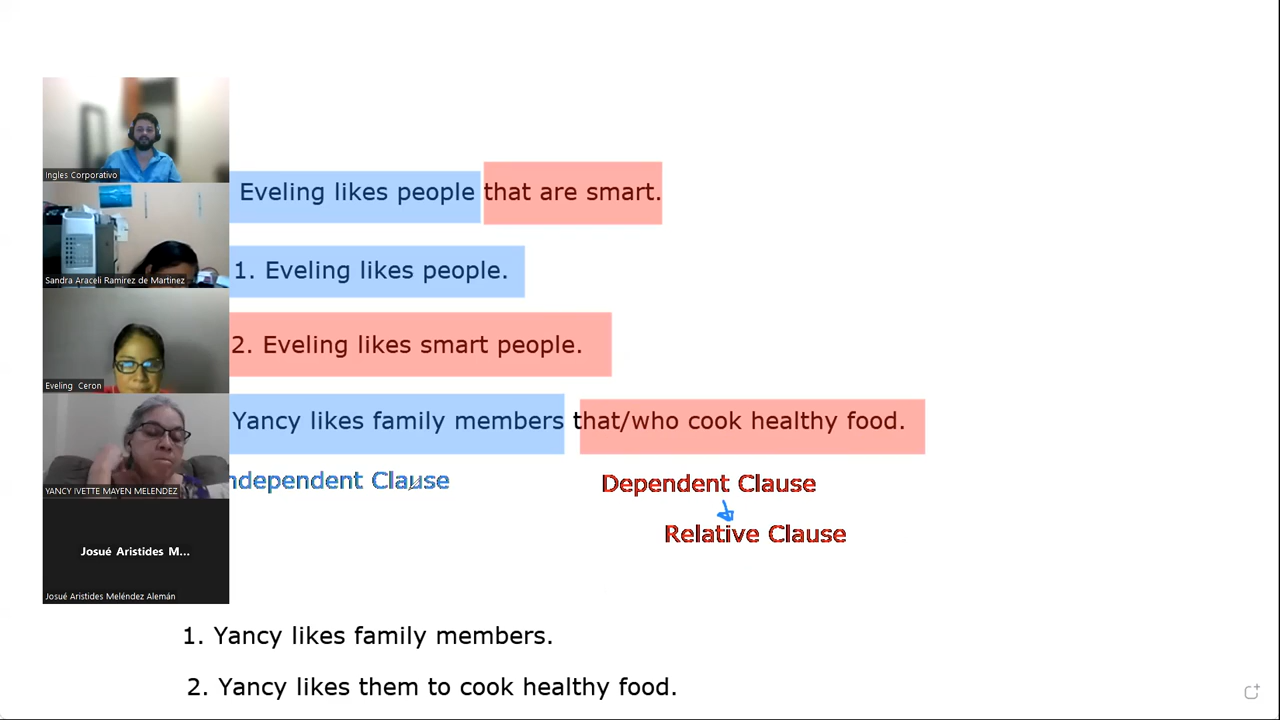 Ingles Corporativo
Eveling likes people that are smart.
1. Eveling likes people.
Sandra Araceli Ramirez de Martinez
2. Eveling likes smart people.
Eveling Ceron
Yancy likes family members that/who cook healthy food.
ndependent Clause
Dependent Clause
YANCY IVETTE MAYEN MELENDEZ
Relative Clause
Josué Aristides M...
Josué Aristides Meléndez Alemán
1. Yancy likes family members.
2. Yancy likes them to cook healthy food.